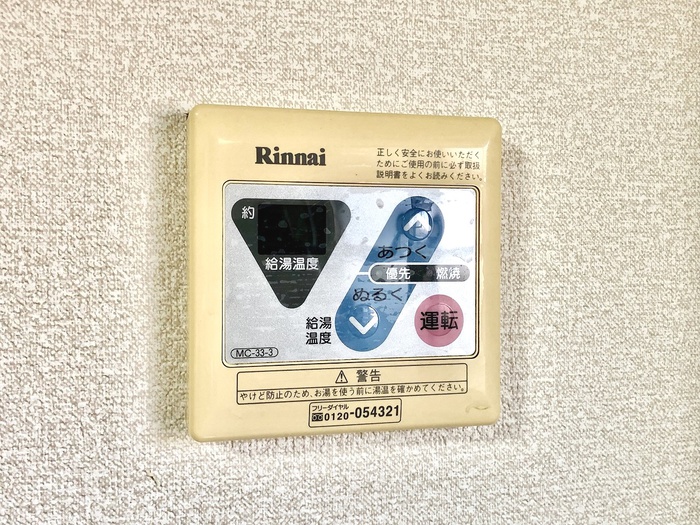 Rinnai
正しく安全にお使いいただく
ためにご使用の前に必ず取扱
説明書をよくお読みください。
約
給湯温度
あつく
優先 燃焼
ぬるく
給湯
温度
運転
MC-33-3
⚠ 警告
やけど防止のため、お湯を使う前に湯温を確かめてください。
フリーダイヤル
0120-054321